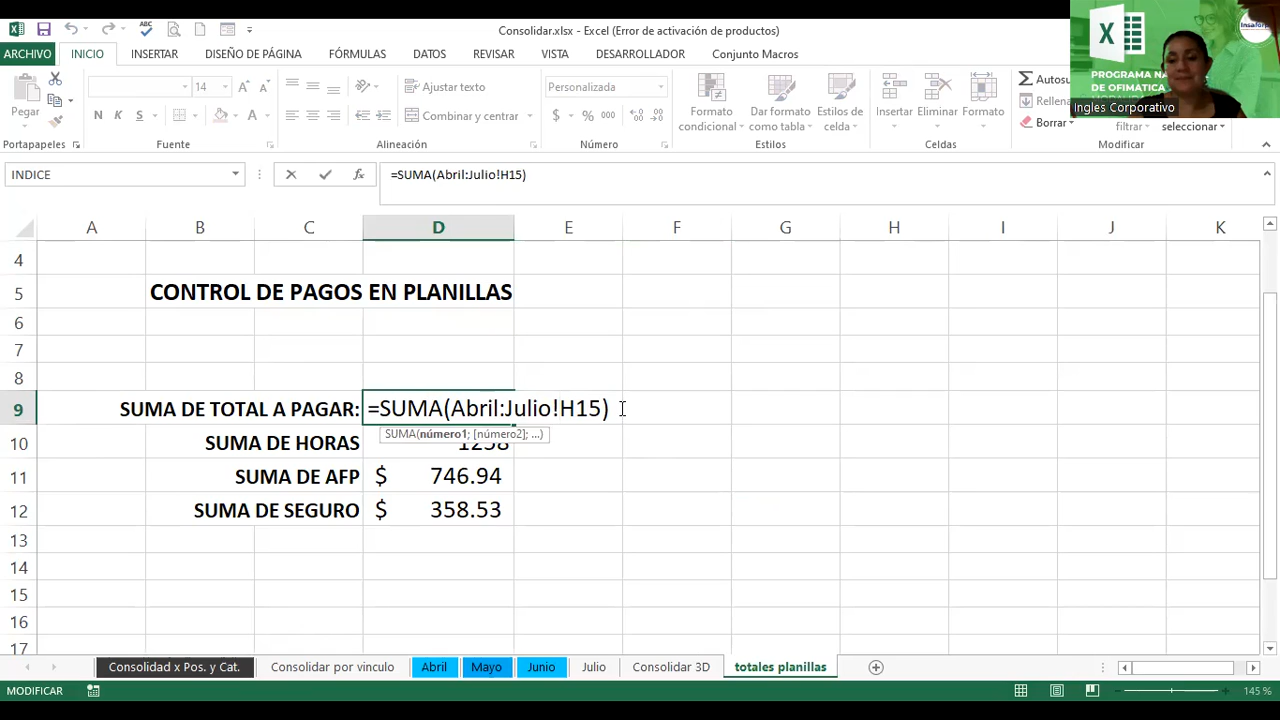 Consolidar.xlsx - Excel (Error de activación de productos)
ARCHIVO INICIO INSERTAR DISEÑO DE PÁGINA FÓRMULAS DATOS REVISAR VISTA DESARROLLADOR Conjunto Macros
Pegar
Portapapeles
14
N K S
Fuente
Ajustar texto
Combinar y centrar
Alineación
Personalizada
$ % 000
Número
Formato condicional
Dar formato como tabla
Estilos de celda
Estilos
Insertar Eliminar Formato
Celdas
Σ
Borrar
filtrar
seleccionar
Modificar
X
PROGRAMA
DE OFIMÁTICA
Ingles Corporativo
INDICE
fx
=SUMA(Abril:Julio!H15)
A B C D E F G H I J K
4
5 CONTROL DE PAGOS EN PLANILLAS
6
7
8
9 SUMA DE TOTAL A PAGAR: =SUMA(Abril:Julio!H15)
SUMA(número1; [número2]; ...)
10 SUMA DE HORAS 1258
11 SUMA DE AFP $ 746.94
12 SUMA DE SEGURO $ 358.53
13
14
15
16
17
Consolidad x Pos. y Cat. Consolidar por vinculo Abril Mayo Junio Julio Consolidar 3D totales planillas
MODIFICAR
145 %